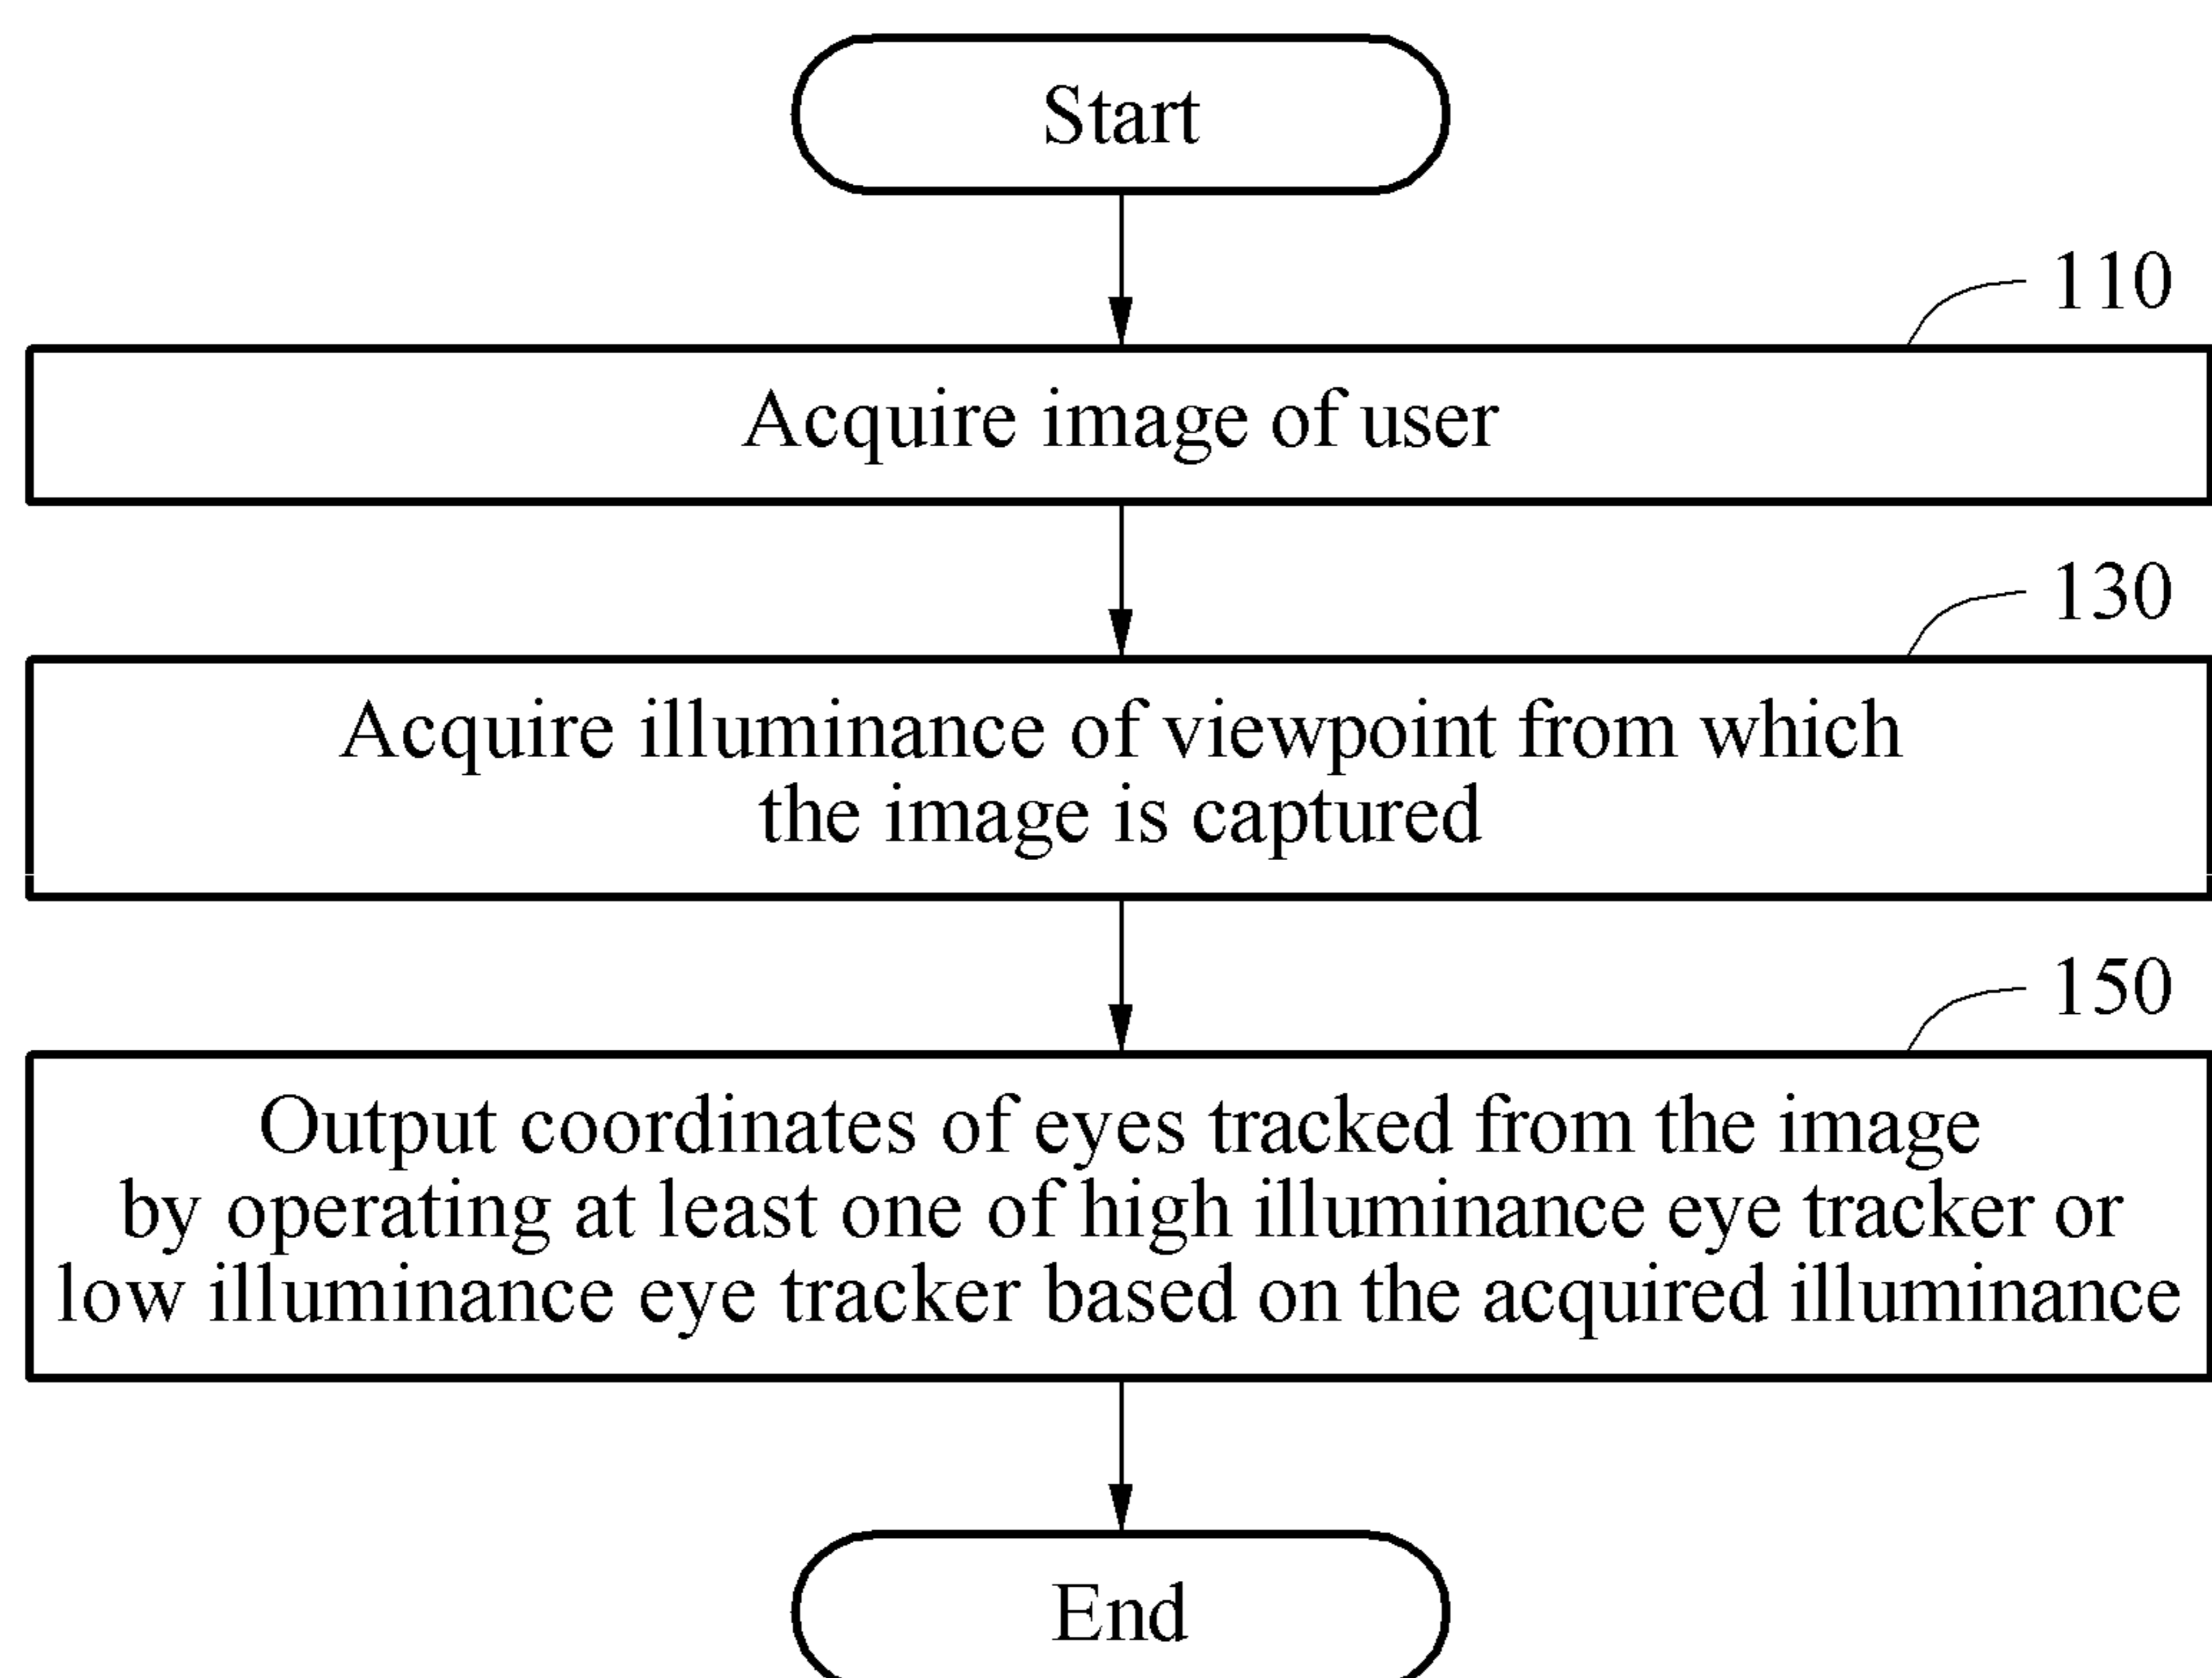 Start
110
Acquire image of user
130
Acquire illuminance of viewpoint from which
the image is captured
150
Output coordinates of eyes tracked from the image
by operating at least one of high illuminance eye tracker or
low illuminance eye tracker based on the acquired illuminance
End